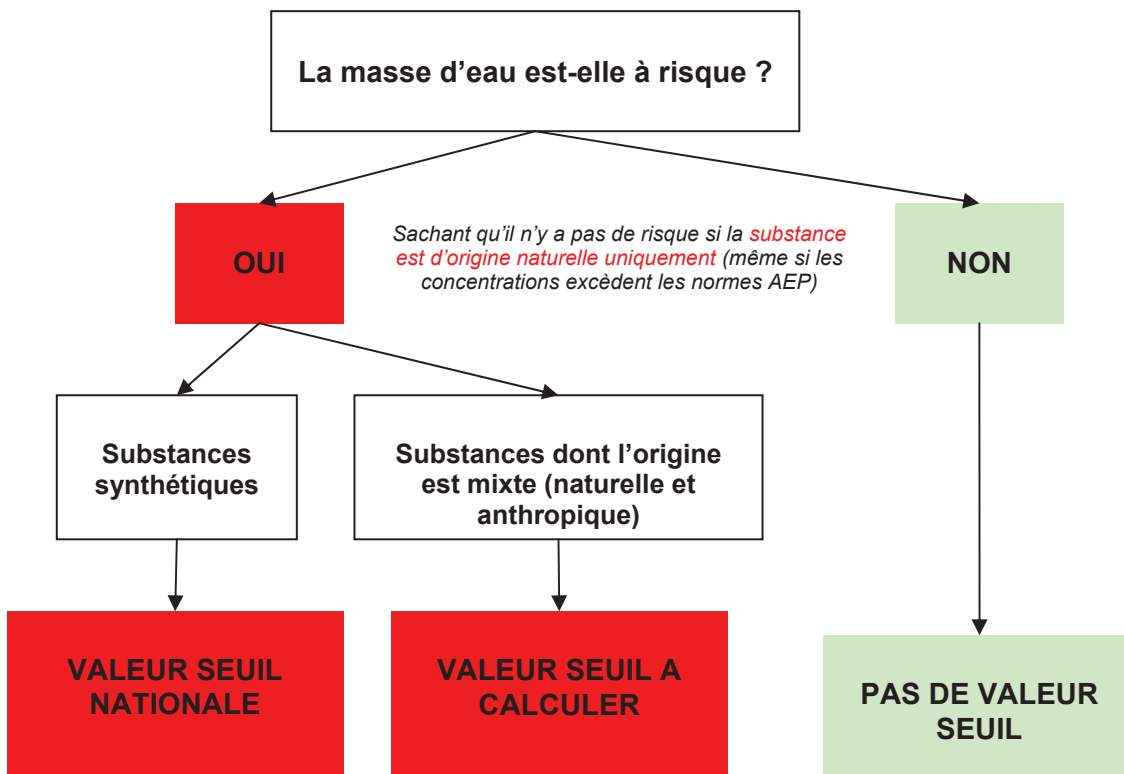 La masse d'eau est-elle à risque ?
OUI
Sachant qu'il n'y a pas de risque si la substance
est d'origine naturelle uniquement (même si les
concentrations excèdent les normes AEP)
NON
Substances
synthétiques
Substances dont l'origine
est mixte (naturelle et
anthropique)
VALEUR SEUIL
NATIONALE
VALEUR SEUIL A
CALCULER
PAS DE VALEUR
SEUIL